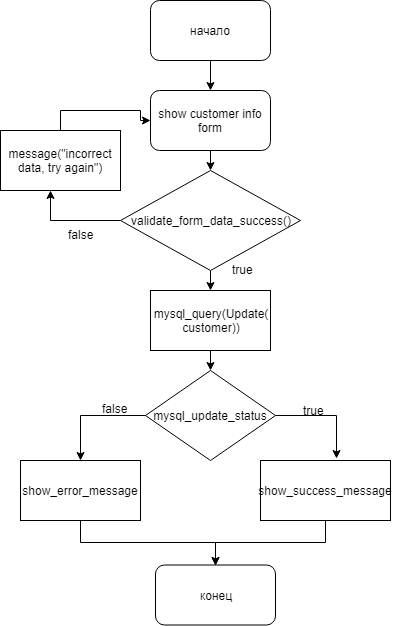 начало
show customer info
form
message("incorrect
data, try again")
validate_form_data_success()
false
true
mysql_query(Update(
customer))
false
mysql_update_status
true
show_error_message
show_success_message
конец